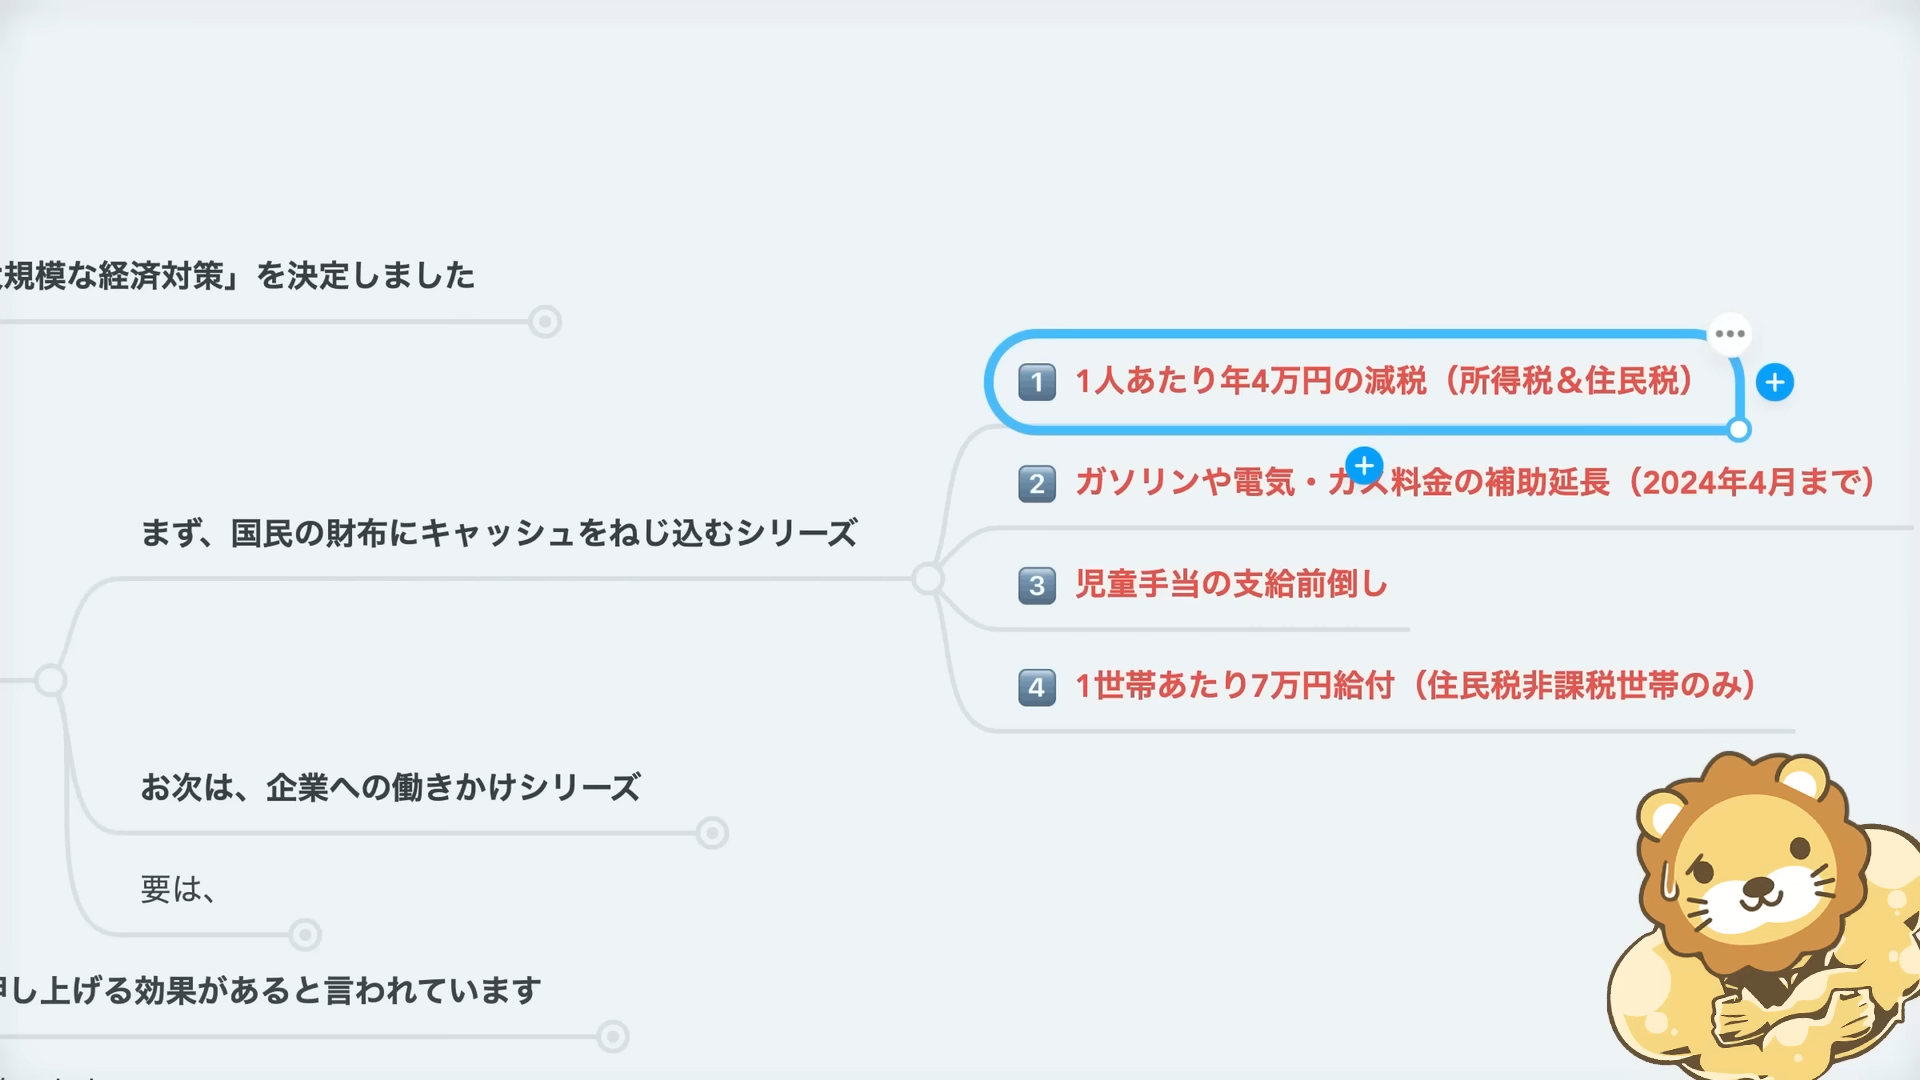 規模な経済対策」を決定しました
まず、国民の財布にキャッシュをねじ込むシリーズ
1 1人あたり年4万円の減税（所得税＆住民税）
2 ガソリンや電気・ガス料金の補助延長（2024年4月まで）
3 児童手当の支給前倒し
4 1世帯あたり7万円給付（住民税非課税世帯のみ）
お次は、企業への働きかけシリーズ
要は、
し上げる効果があると言われています